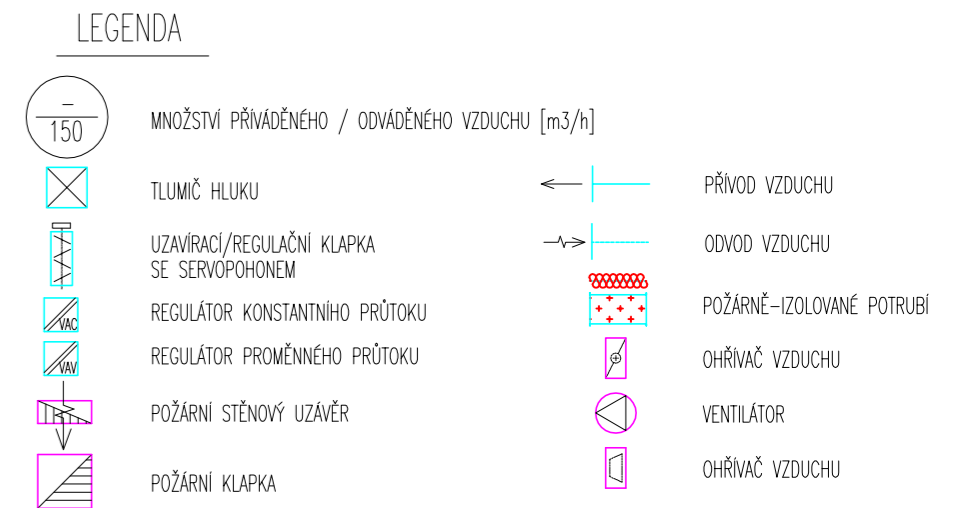 LEGENDA
–
150
MNOŽSTVÍ PŘÍVÁDĚNÉHO / ODVÁDĚNÉHO VZDUCHU [m3/h]
TLUMIČ HLUKU
UZAVÍRACÍ/REGULAČNÍ KLAPKA
SE SERVOPOHONEM
VAC
REGULÁTOR KONSTANTNÍHO PRŮTOKU
VAV
REGULÁTOR PROMĚNNÉHO PRŮTOKU
POŽÁRNÍ STĚNOVÝ UZÁVĚR
POŽÁRNÍ KLAPKA
PŘÍVOD VZDUCHU
ODVOD VZDUCHU
POŽÁRNĚ–IZOLOVANÉ POTRUBÍ
OHŘÍVAČ VZDUCHU
VENTILÁTOR
OHŘÍVAČ VZDUCHU